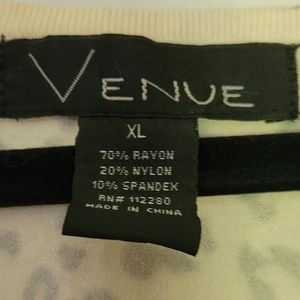 VENUE
XL
70% RAYON
20% NYLON
10% SPANDEX
RN# 112280
MADE IN CHINA